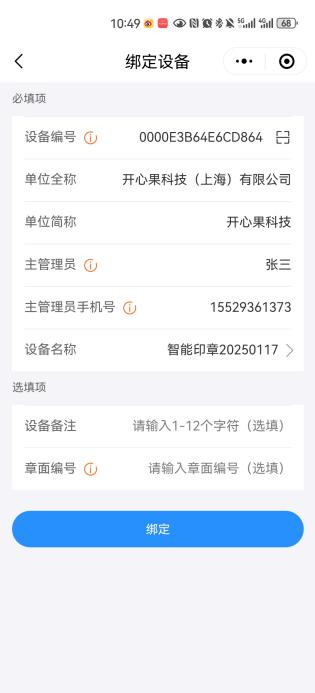 10:49 5G 4G 68
绑定设备
必填项
设备编号 0000E3B64E6CD864
单位全称 开心果科技（上海）有限公司
单位简称 开心果科技
主管理员 张三
主管理员手机号 15529361373
设备名称 智能印章20250117
选填项
设备备注 请输入1-12个字符（选填）
章面编号 请输入章面编号（选填）
绑定